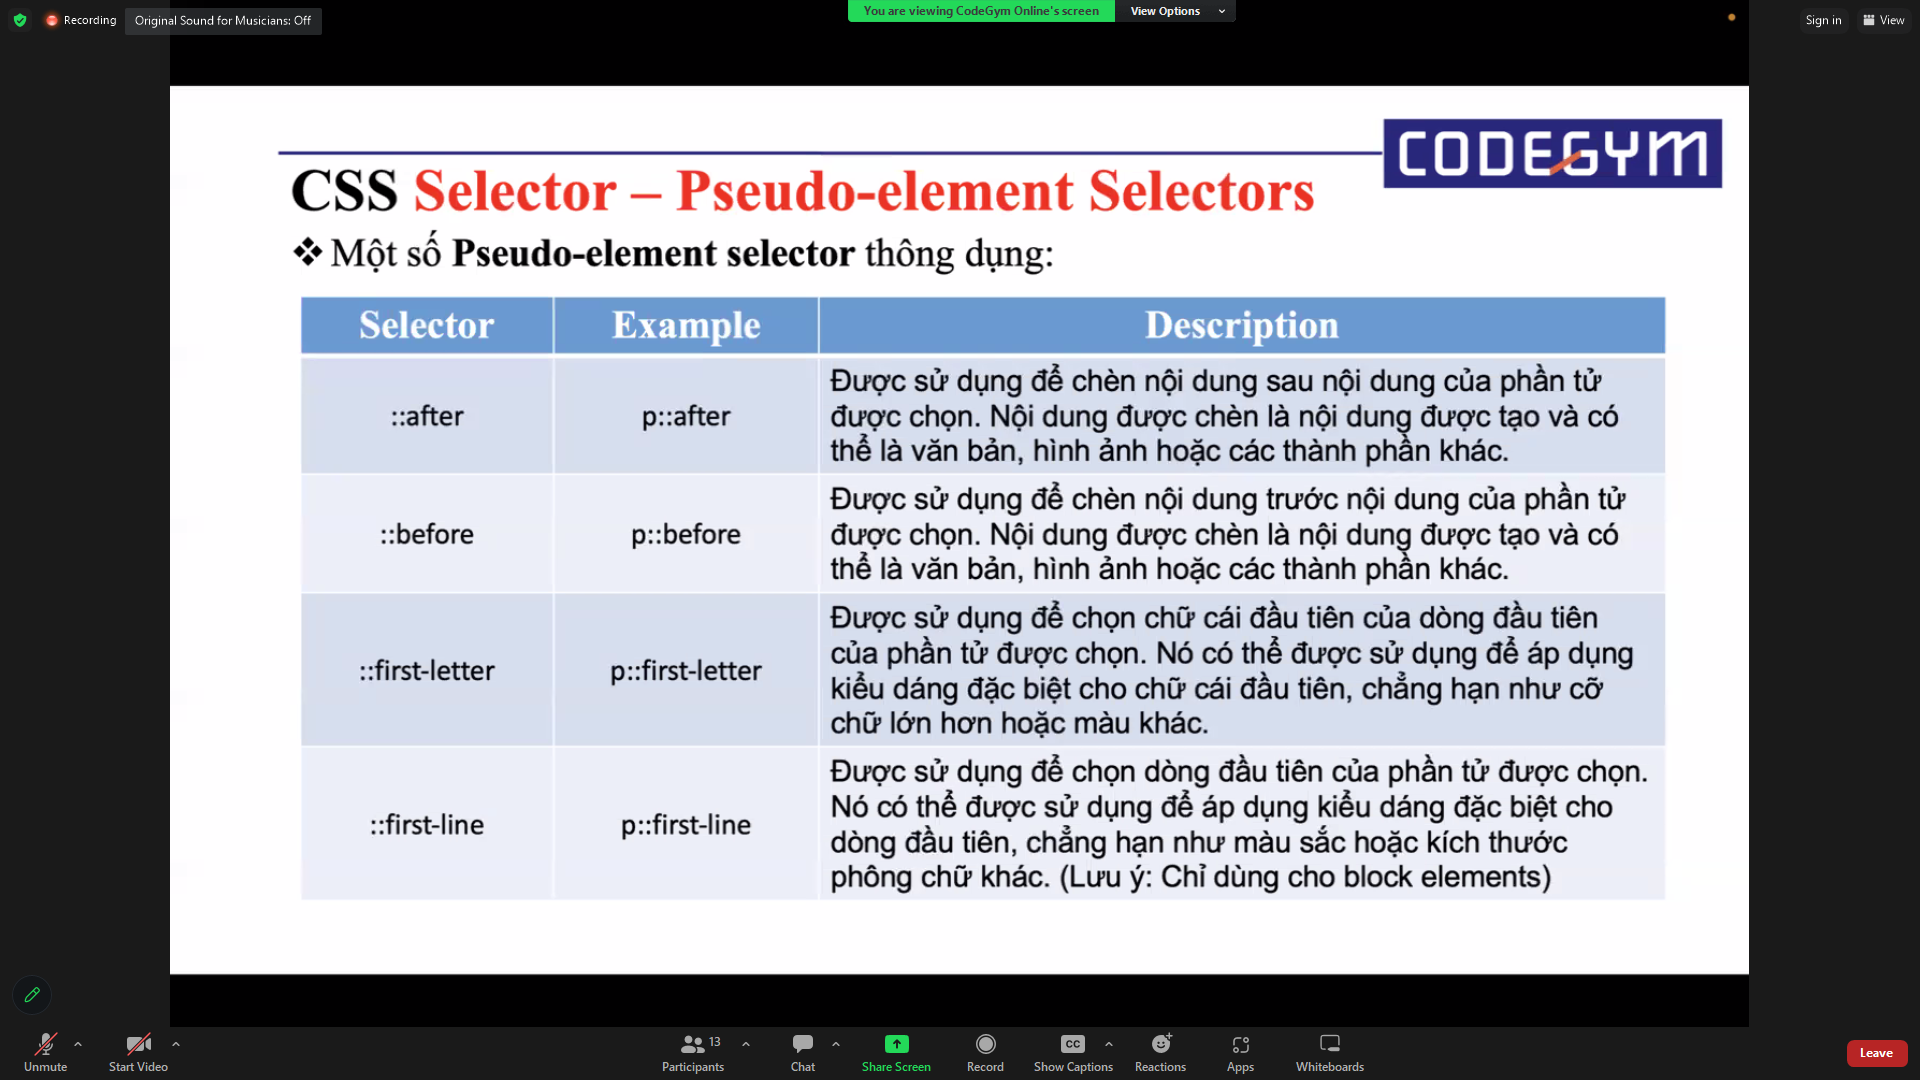 Recording
Original Sound for Musicians: Off
You are viewing CodeGym Online's screen
View Options
Sign in
View
CODEGYM
CSS Selector – Pseudo-element Selectors
❖ Một số Pseudo-element selector thông dụng:
Selector Example Description
::after p::after
Được sử dụng để chèn nội dung sau nội dung của phần tử
được chọn. Nội dung được chèn là nội dung được tạo và có
thể là văn bản, hình ảnh hoặc các thành phần khác.
::before p::before
Được sử dụng để chèn nội dung trước nội dung của phần tử
được chọn. Nội dung được chèn là nội dung được tạo và có
thể là văn bản, hình ảnh hoặc các thành phần khác.
::first-letter p::first-letter
Được sử dụng để chọn chữ cái đầu tiên của dòng đầu tiên
của phần tử được chọn. Nó có thể được sử dụng để áp dụng
kiểu dáng đặc biệt cho chữ cái đầu tiên, chẳng hạn như cỡ
chữ lớn hơn hoặc màu khác.
::first-line p::first-line
Được sử dụng để chọn dòng đầu tiên của phần tử được chọn.
Nó có thể được sử dụng để áp dụng kiểu dáng đặc biệt cho
dòng đầu tiên, chẳng hạn như màu sắc hoặc kích thước
phông chữ khác. (Lưu ý: Chỉ dùng cho block elements)
Unmute
Start Video
13
Participants
Chat
Share Screen
Record
CC
Show Captions
Reactions
Apps
Whiteboards
Leave